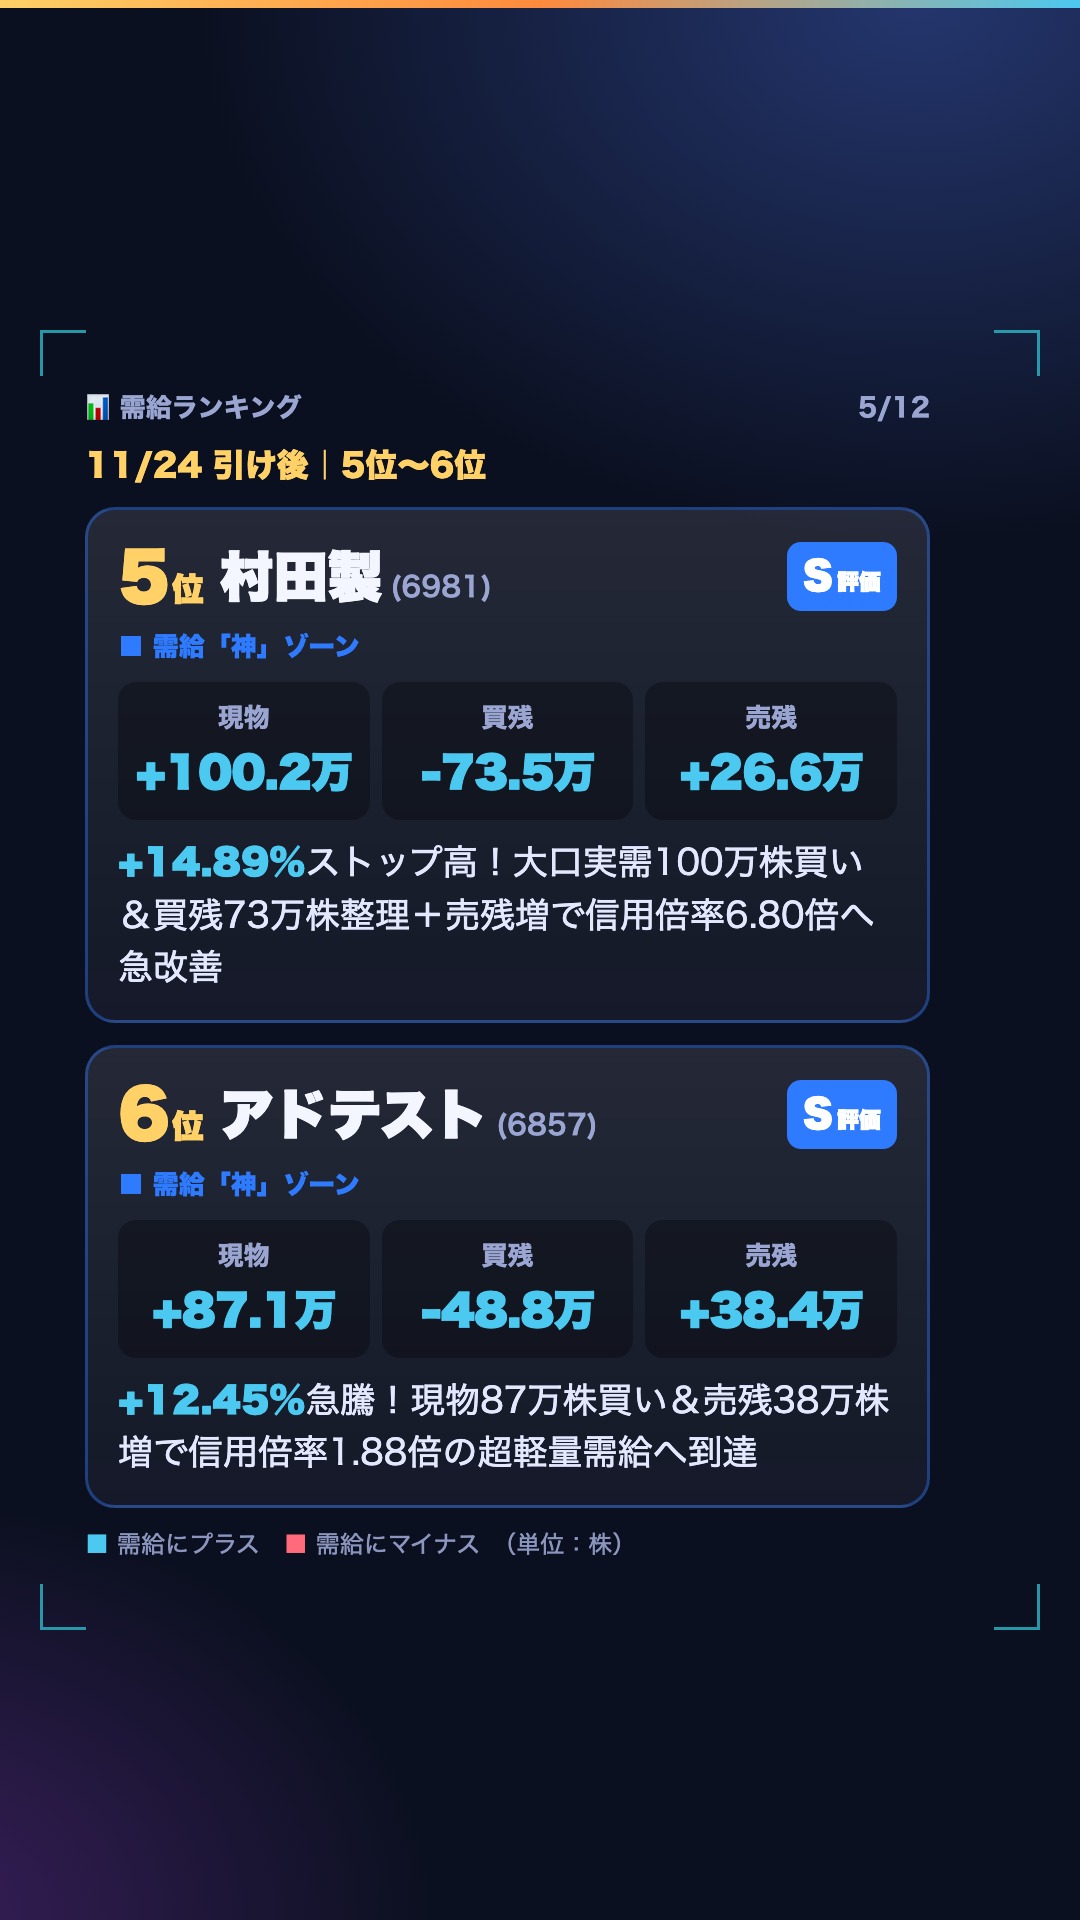 📊 需給ランキング 5/12
11/24 引け後｜5位〜6位
5位 村田製 (6981) S評価
■ 需給「神」ゾーン
現物 買残 売残
+100.2万 -73.5万 +26.6万
+14.89%ストップ高！大口実需100万株買い
＆買残73万株整理＋売残増で信用倍率6.80倍へ
急改善
6位 アドテスト (6857) S評価
■ 需給「神」ゾーン
現物 買残 売残
+87.1万 -48.8万 +38.4万
+12.45%急騰！現物87万株買い＆売残38万株
増で信用倍率1.88倍の超軽量需給へ到達
■ 需給にプラス ■ 需給にマイナス （単位：株）